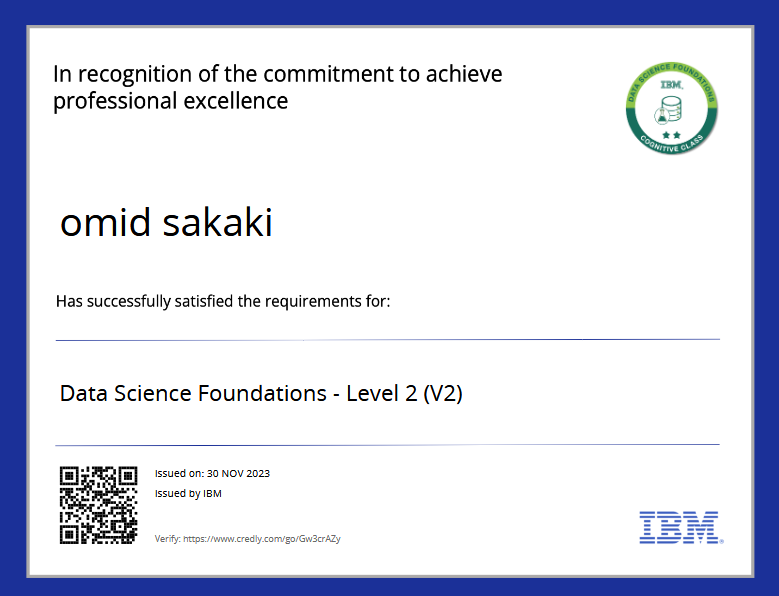 In recognition of the commitment to achieve
professional excellence
DATA SCIENCE FOUNDATIONS
IBM.
COGNITIVE CLASS
omid sakaki
Has successfully satisfied the requirements for:
Data Science Foundations - Level 2 (V2)
Issued on: 30 NOV 2023
Issued by IBM
Verify: https://www.credly.com/go/Gw3crAZy
IBM®